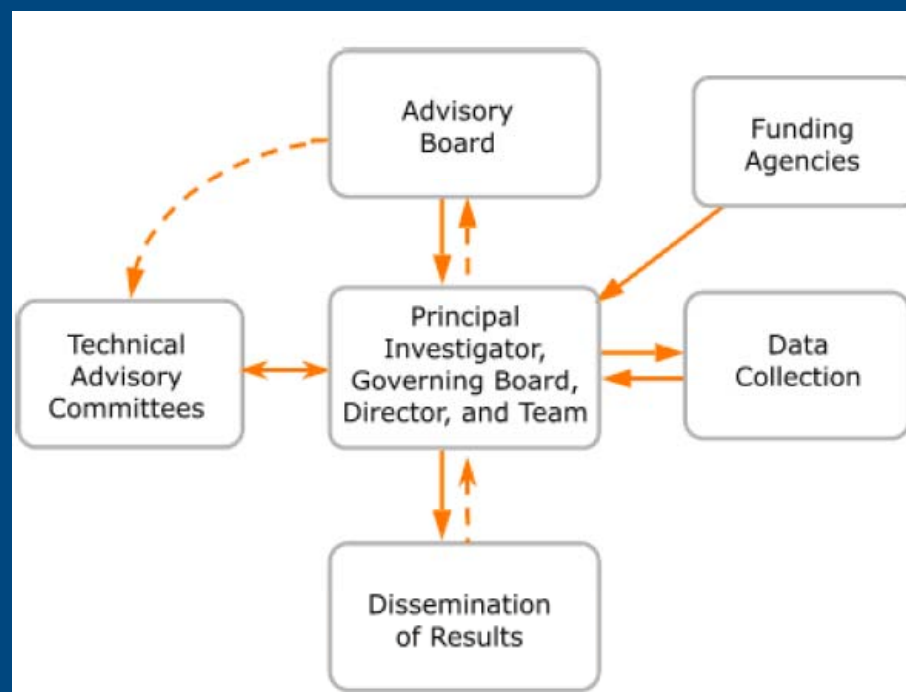 Advisory
Board
Funding
Agencies
Technical
Advisory
Committees
Principal
Investigator,
Governing Board,
Director, and Team
Data
Collection
Dissemination
of Results